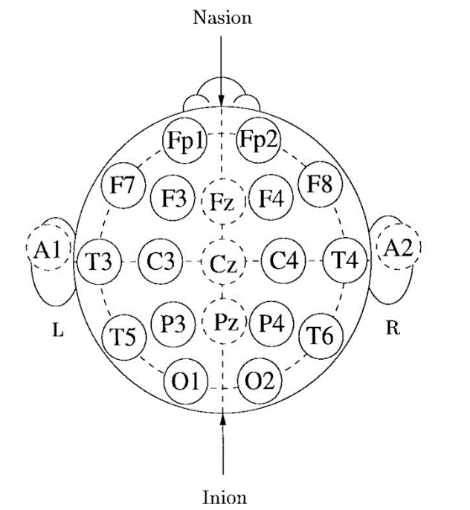 Nasion
Fp1 Fp2
F7 F3 Fz F4 F8
A1 T3 C3 Cz C4 T4 A2
L T5 P3 Pz P4 T6 R
O1 O2
Inion